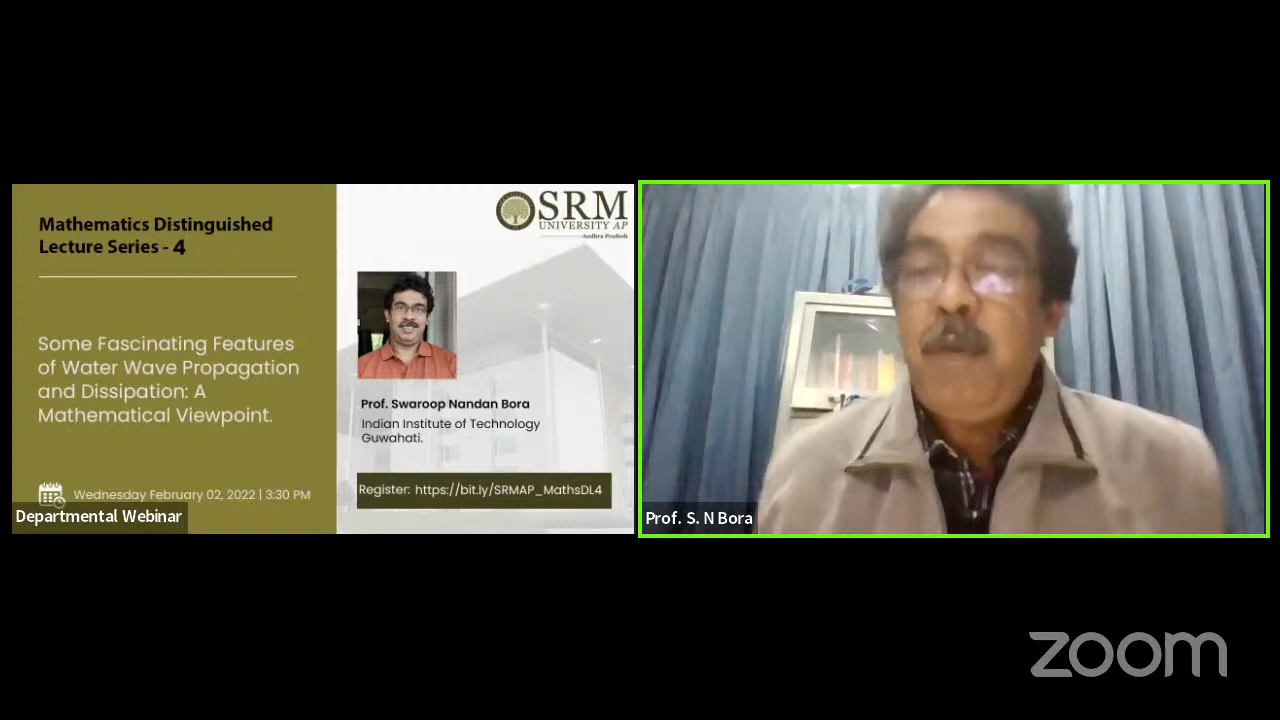 Mathematics Distinguished
Lecture Series - 4
Some Fascinating Features
of Water Wave Propagation
and Dissipation: A
Mathematical Viewpoint.
Wednesday February 02, 2022 | 3:30 PM
Departmental Webinar
SRM
UNIVERSITY AP
Andhra Pradesh
Prof. Swaroop Nandan Bora
Indian Institute of Technology
Guwahati.
Register: https://bit.ly/SRMAP_MathsDL4
Prof. S. N Bora
zoom